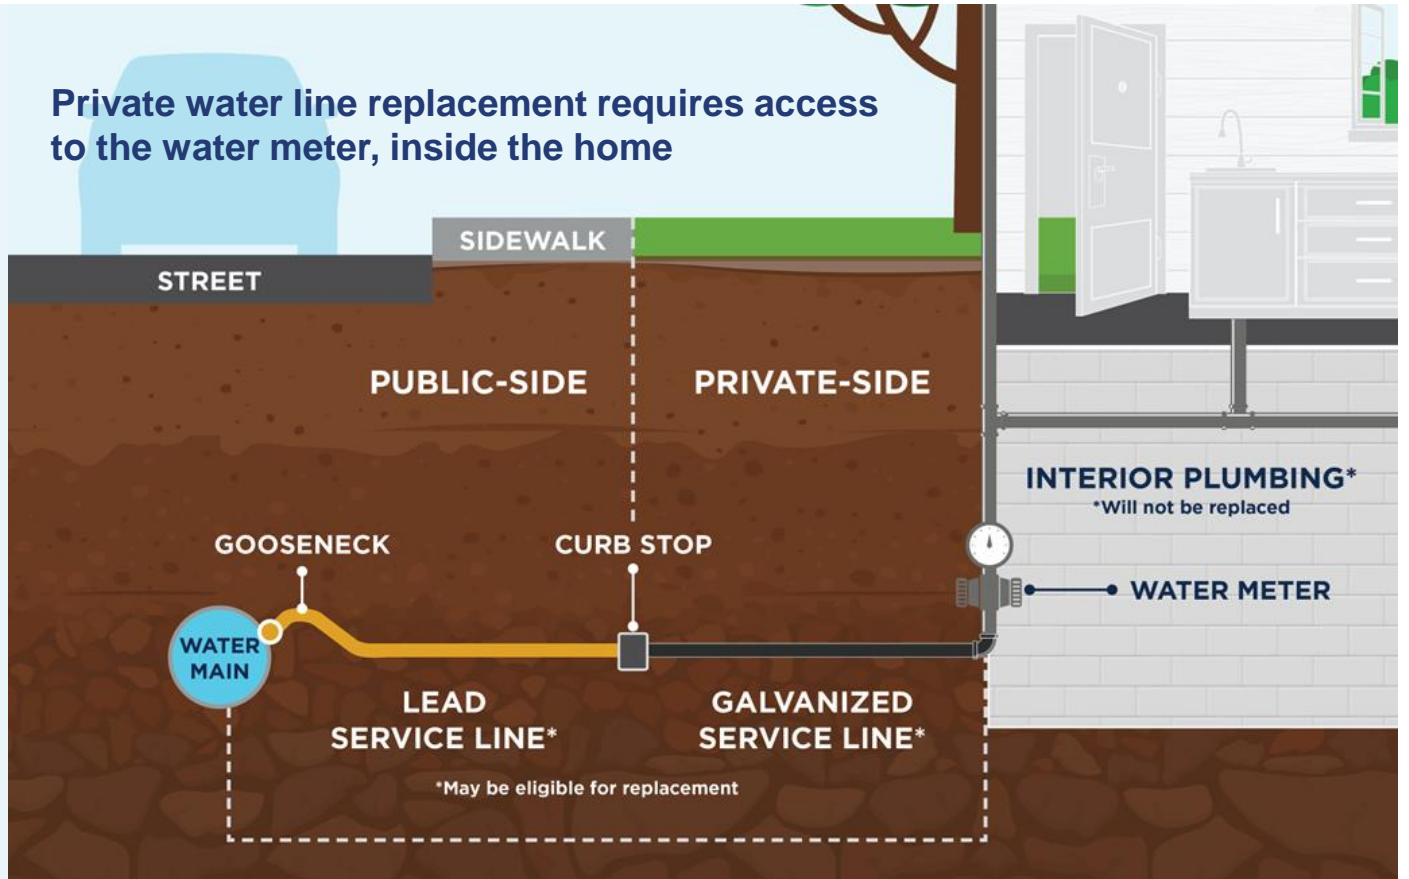 Private water line replacement requires access
to the water meter, inside the home
SIDEWALK
STREET
PUBLIC-SIDE
PRIVATE-SIDE
INTERIOR PLUMBING*
*Will not be replaced
GOOSENECK
CURB STOP
WATER METER
WATER
MAIN
LEAD
SERVICE LINE*
GALVANIZED
SERVICE LINE*
*May be eligible for replacement